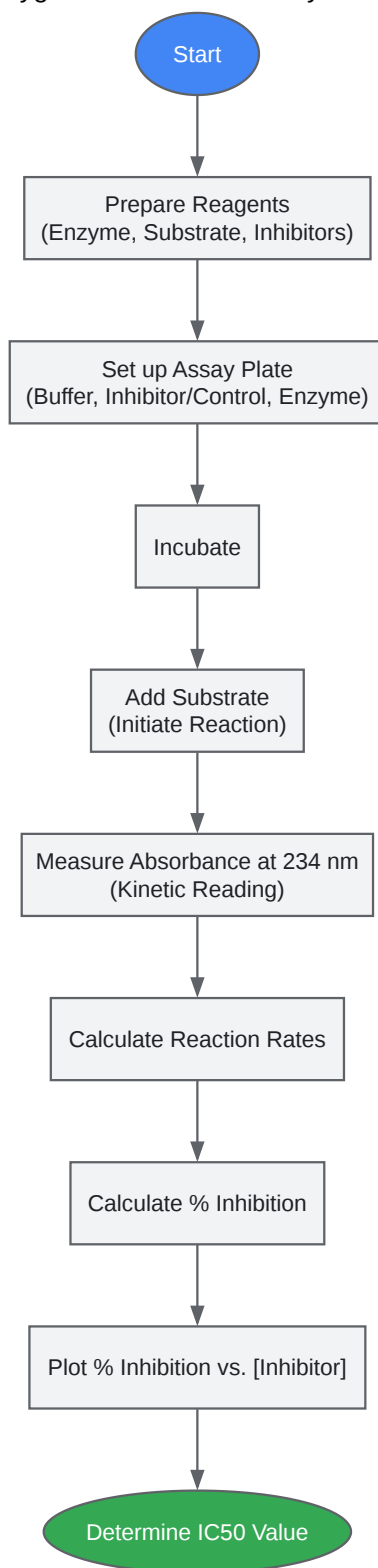 Start
Prepare Reagents
(Enzyme, Substrate, Inhibitors)
Set up Assay Plate
(Buffer, Inhibitor/Control, Enzyme)
Incubate
Add Substrate
(Initiate Reaction)
Measure Absorbance at 234 nm
(Kinetic Reading)
Calculate Reaction Rates
Calculate % Inhibition
Plot % Inhibition vs. [Inhibitor]
Determine IC50 Value